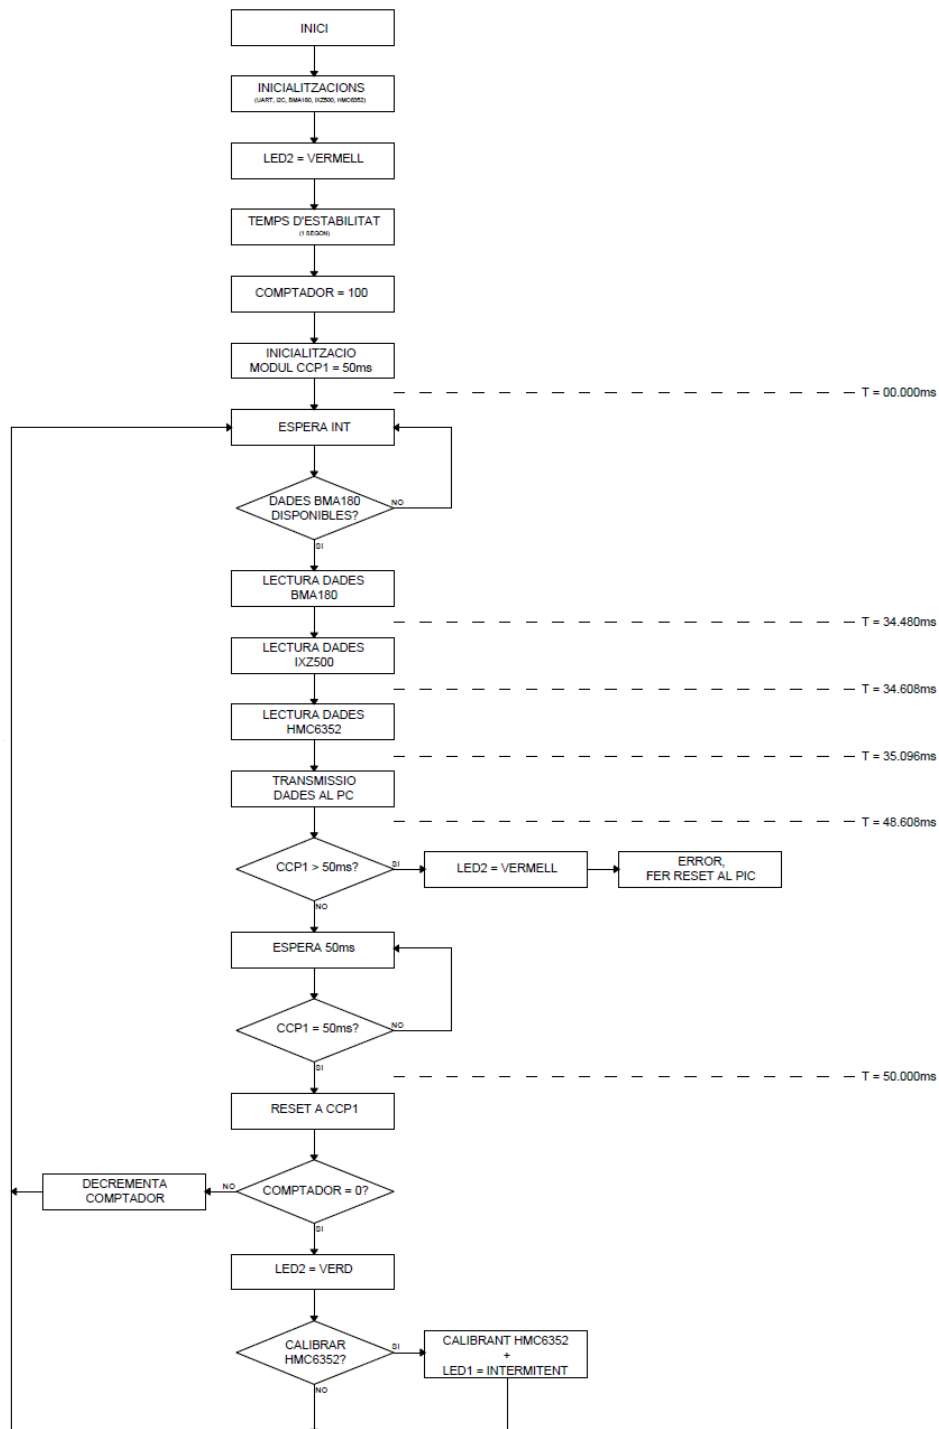 INICI
INICIALITZACIONS
(UART, I2C, BMA180, IXZ500, HMC6352)
LED2 = VERMELL
TEMPS D'ESTABILITAT
(1 SEGON)
COMPTADOR = 100
INICIALITZACIO
MODUL CCP1 = 50ms
T = 00.000ms
ESPERA INT
DADES BMA180
DISPONIBLES?
NO
SI
LECTURA DADES
BMA180
T = 34.480ms
LECTURA DADES
IXZ500
T = 34.608ms
LECTURA DADES
HMC6352
T = 35.096ms
TRANSMISSIO
DADES AL PC
T = 48.608ms
CCP1 > 50ms?
SI
LED2 = VERMELL
ERROR,
FER RESET AL PIC
NO
ESPERA 50ms
CCP1 = 50ms?
NO
SI
T = 50.000ms
RESET A CCP1
COMPTADOR = 0?
NO
DECREMENTA
COMPTADOR
SI
LED2 = VERD
CALIBRAR
HMC6352?
SI
CALIBRANT HMC6352
+
LED1 = INTERMITENT
NO